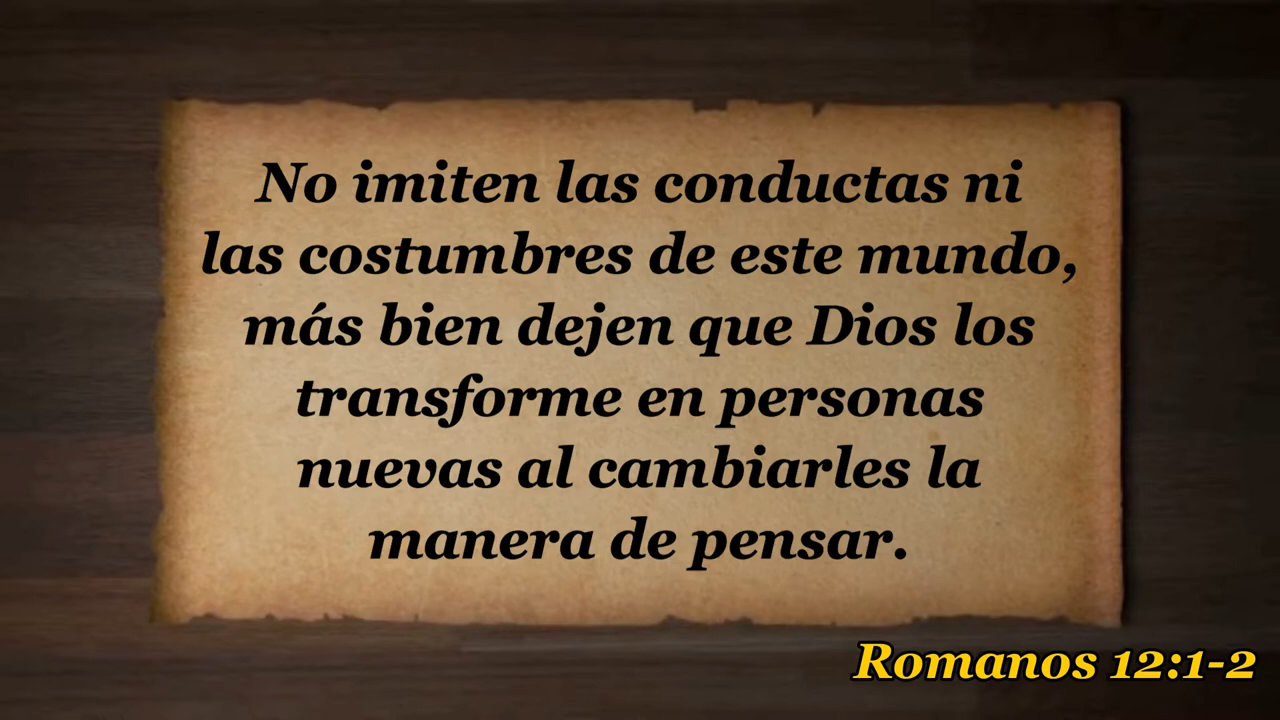 No imiten las conductas ni
las costumbres de este mundo,
más bien dejen que Dios los
transforme en personas
nuevas al cambiarles la
manera de pensar.
Romanos 12:1-2